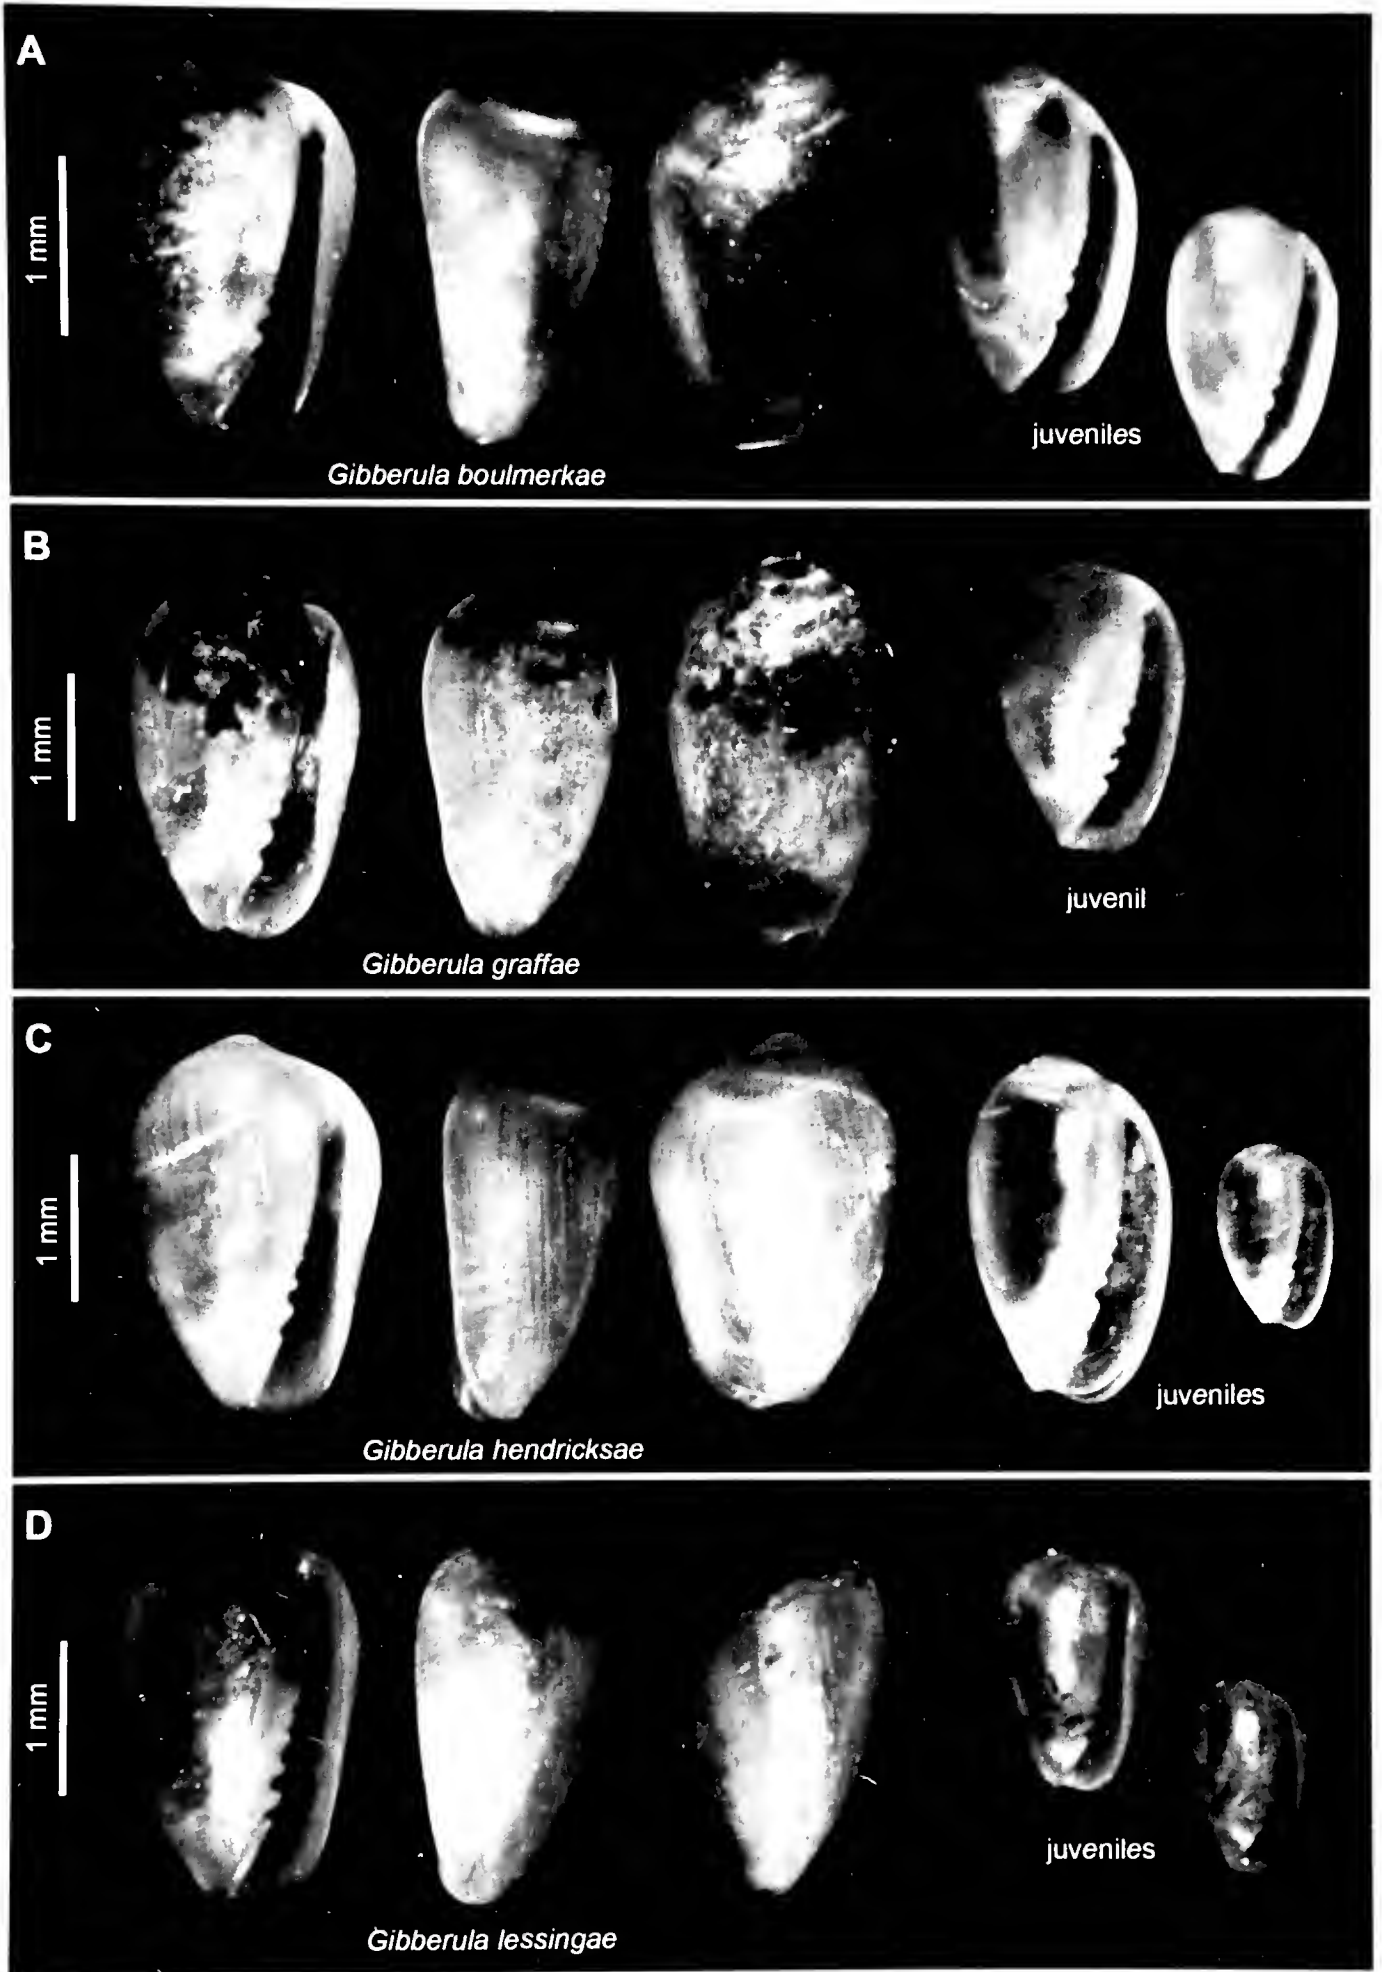 A
1 mm
juveniles
Gibberula boulmerkae
B
1 mm
juvenil
Gibberula graffae
C
1 mm
juveniles
Gibberula hendricksae
D
1 mm
juveniles
Gibberula lessingae